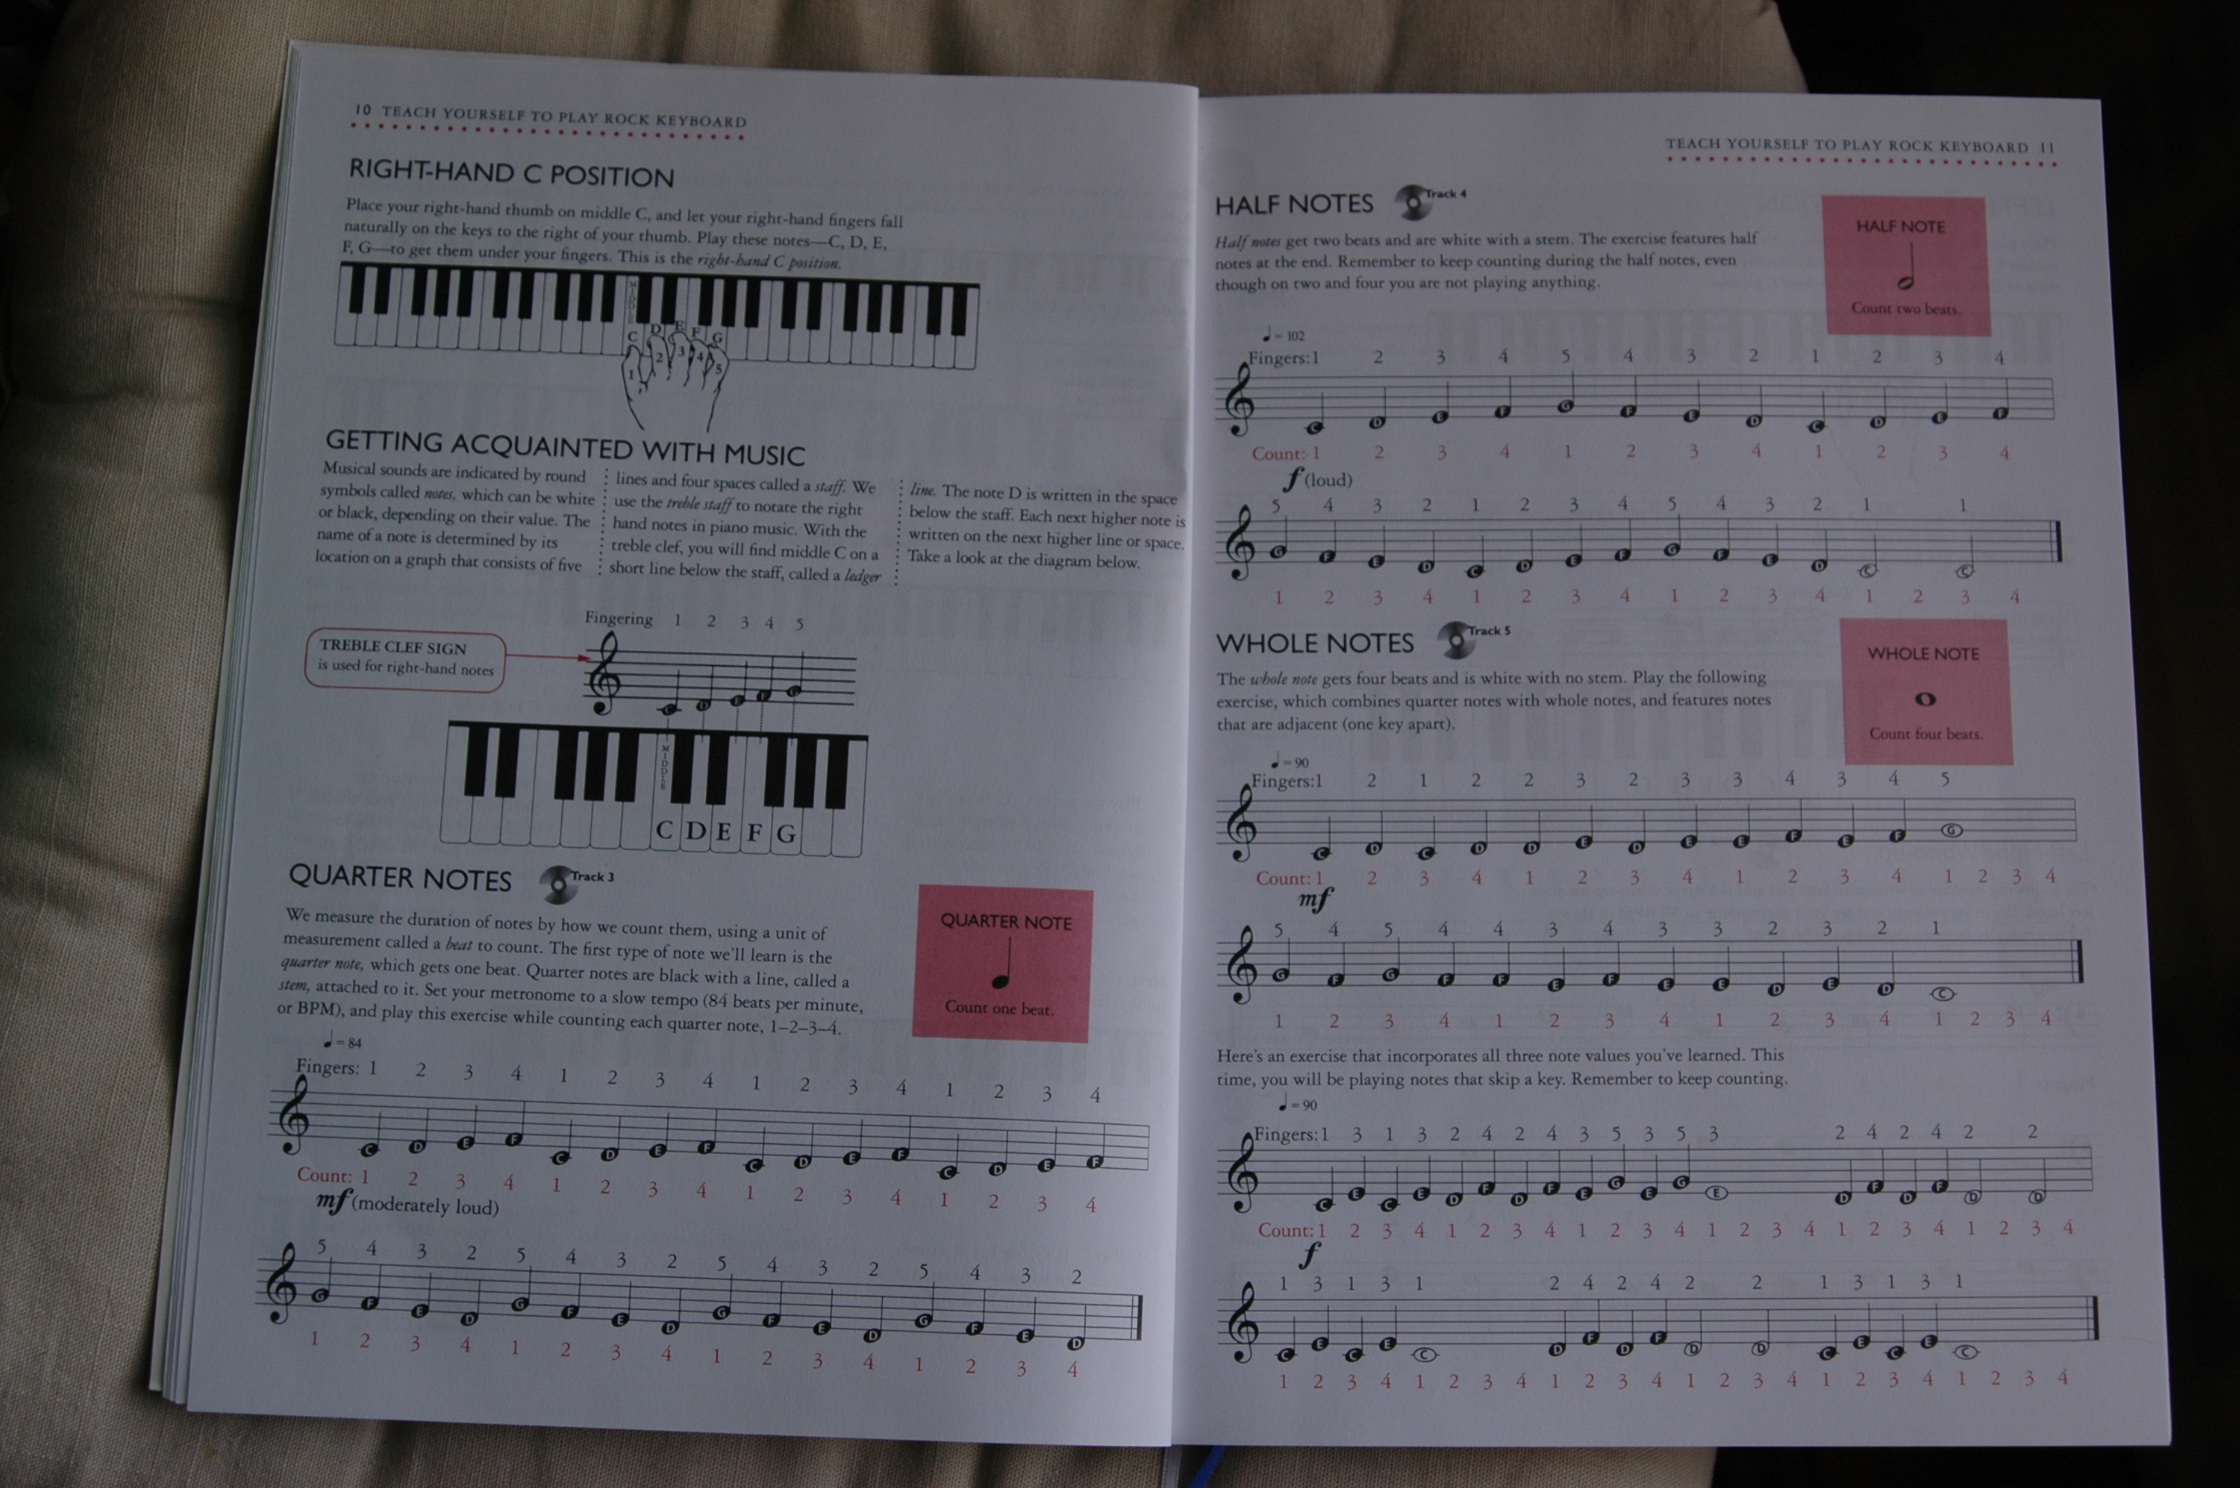 10 TEACH YOURSELF TO PLAY ROCK KEYBOARD
RIGHT-HAND C POSITION
Place your right-hand thumb on middle C, and let your right-hand fingers fall
naturally on the keys to the right of your thumb. Play these notes—C, D, E,
F, G—to get them under your fingers. This is the right-hand C position.
MIDDLE
C D E F G
1 2 3 4 5
GETTING ACQUAINTED WITH MUSIC
Musical sounds are indicated by round
symbols called notes, which can be white
or black, depending on their value. The
name of a note is determined by its
location on a graph that consists of five
lines and four spaces called a staff. We
use the treble staff to notate the right
hand notes in piano music. With the
treble clef, you will find middle C on a
short line below the staff, called a ledger
line. The note D is written in the space
below the staff. Each next higher note is
written on the next higher line or space.
Take a look at the diagram below.
Fingering 1 2 3 4 5
TREBLE CLEF SIGN
is used for right-hand notes
C D E F G
MIDDLE
C D E F G
QUARTER NOTES Track 3
We measure the duration of notes by how we count them, using a unit of
measurement called a beat to count. The first type of note we'll learn is the
quarter note, which gets one beat. Quarter notes are black with a line, called a
stem, attached to it. Set your metronome to a slow tempo (84 beats per minute,
or BPM), and play this exercise while counting each quarter note, 1–2–3–4.
QUARTER NOTE
Count one beat.
♩ = 84
Fingers: 1 2 3 4 1 2 3 4 1 2 3 4 1 2 3 4
C D E F C D E F C D E F C D E F
Count: 1 2 3 4 1 2 3 4 1 2 3 4 1 2 3 4
mf (moderately loud)
5 4 3 2 5 4 3 2 5 4 3 2 5 4 3 2
G F E D G F E D G F E D G F E D
1 2 3 4 1 2 3 4 1 2 3 4 1 2 3 4
TEACH YOURSELF TO PLAY ROCK KEYBOARD 11
HALF NOTES Track 4
Half notes get two beats and are white with a stem. The exercise features half
notes at the end. Remember to keep counting during the half notes, even
though on two and four you are not playing anything.
HALF NOTE
Count two beats.
♩ = 102
Fingers: 1 2 3 4 5 4 3 2 1 2 3 4
C D E F G F E D C D E F
Count: 1 2 3 4 1 2 3 4 1 2 3 4
f (loud)
5 4 3 2 1 2 3 4 5 4 3 2 1 1
G F E D C D E F G F E D C C
1 2 3 4 1 2 3 4 1 2 3 4 1 2 3 4
WHOLE NOTES Track 5
The whole note gets four beats and is white with no stem. Play the following
exercise, which combines quarter notes with whole notes, and features notes
that are adjacent (one key apart).
WHOLE NOTE
Count four beats.
♩ = 90
Fingers: 1 2 1 2 2 3 2 3 3 4 3 4 5
C D C D D E D E E F E F G
Count: 1 2 3 4 1 2 3 4 1 2 3 4 1 2 3 4
mf
5 4 5 4 4 3 4 3 3 2 3 2 1
G F G F F E F E E D E D C
1 2 3 4 1 2 3 4 1 2 3 4 1 2 3 4
Here's an exercise that incorporates all three note values you've learned. This
time, you will be playing notes that skip a key. Remember to keep counting.
♩ = 90
Fingers: 1 3 1 3 2 4 2 4 3 5 3 5 3 2 4 2 4 2 2
C E C E D F D F E G E G E D F D F D D
Count: 1 2 3 4 1 2 3 4 1 2 3 4 1 2 3 4 1 2 3 4 1 2 3 4
f
1 3 1 3 1 2 4 2 4 2 2 1 3 1 3 1
C E C E C D F D F D D C E C E C
1 2 3 4 1 2 3 4 1 2 3 4 1 2 3 4 1 2 3 4 1 2 3 4